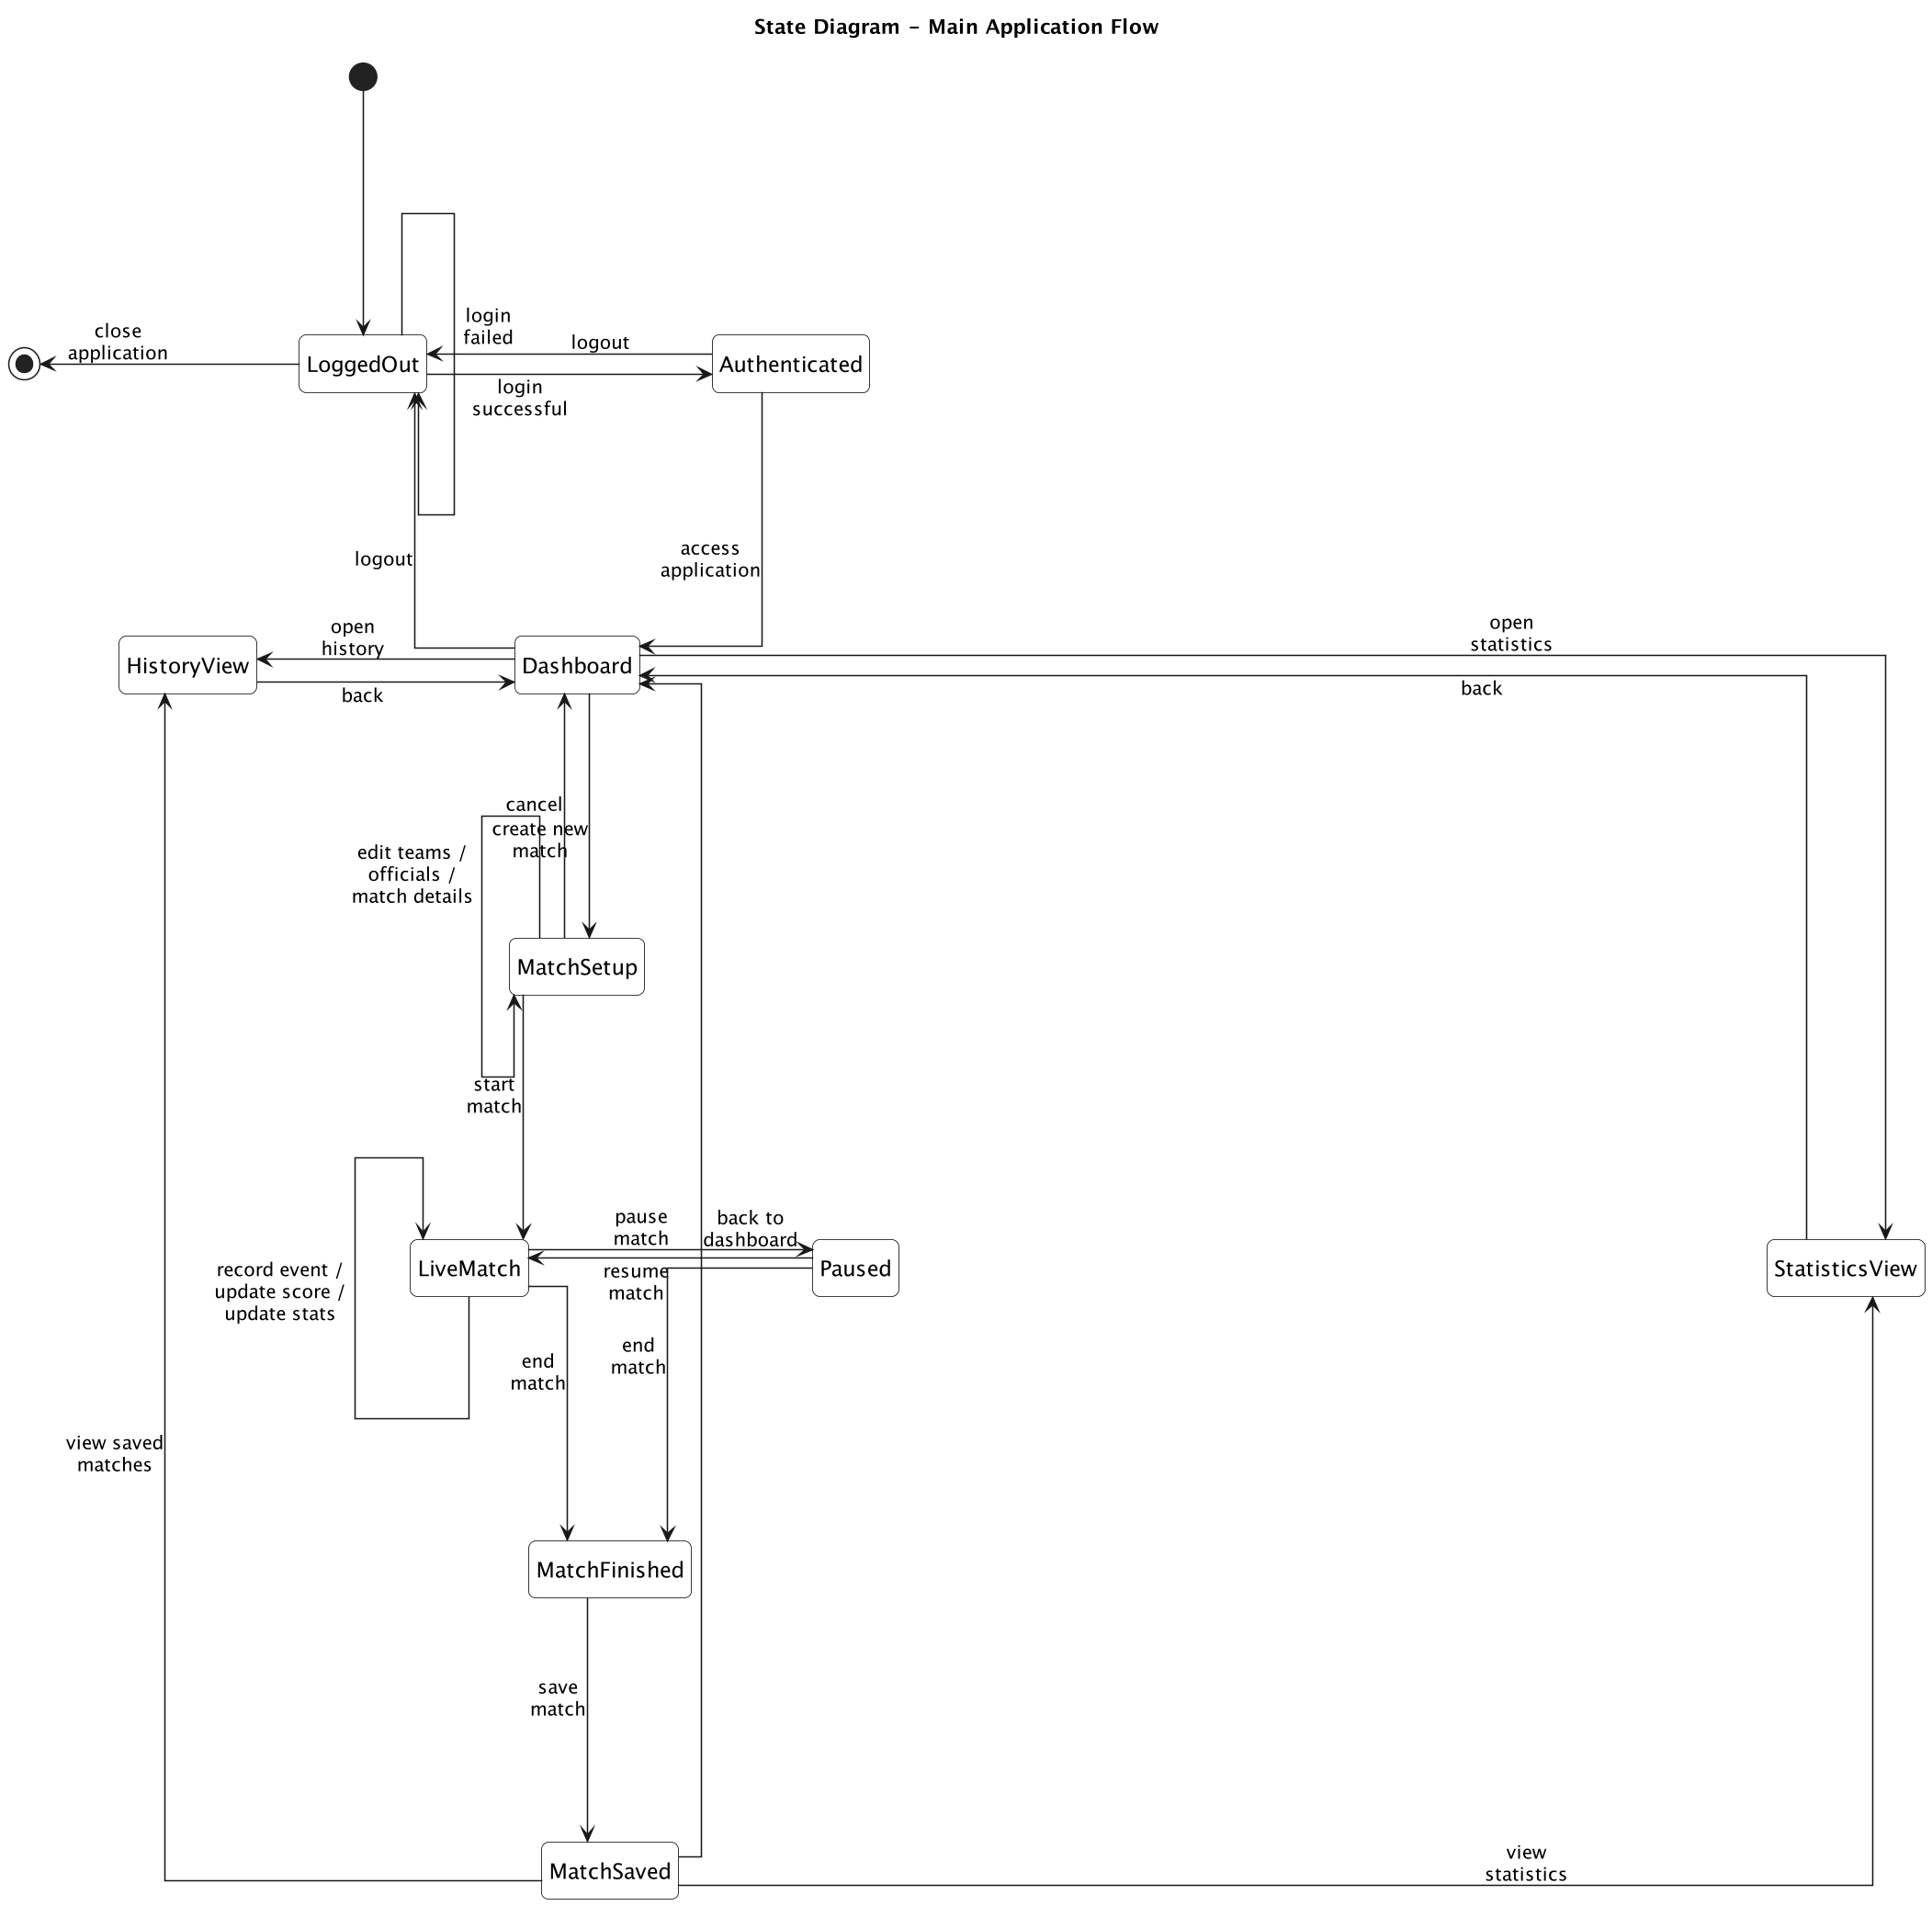 State Diagram - Main Application Flow
login
failed
close
application
logout
LoggedOut
Authenticated
login
successful
logout
access
application
open
history
open
statistics
HistoryView
Dashboard
back
back
cancel
create new
match
edit teams /
officials /
match details
MatchSetup
start
match
pause
match
back to
dashboard
LiveMatch
Paused
StatisticsView
record event /
update score /
update stats
resume
match
end
match
end
match
view saved
matches
MatchFinished
save
match
MatchSaved
view
statistics